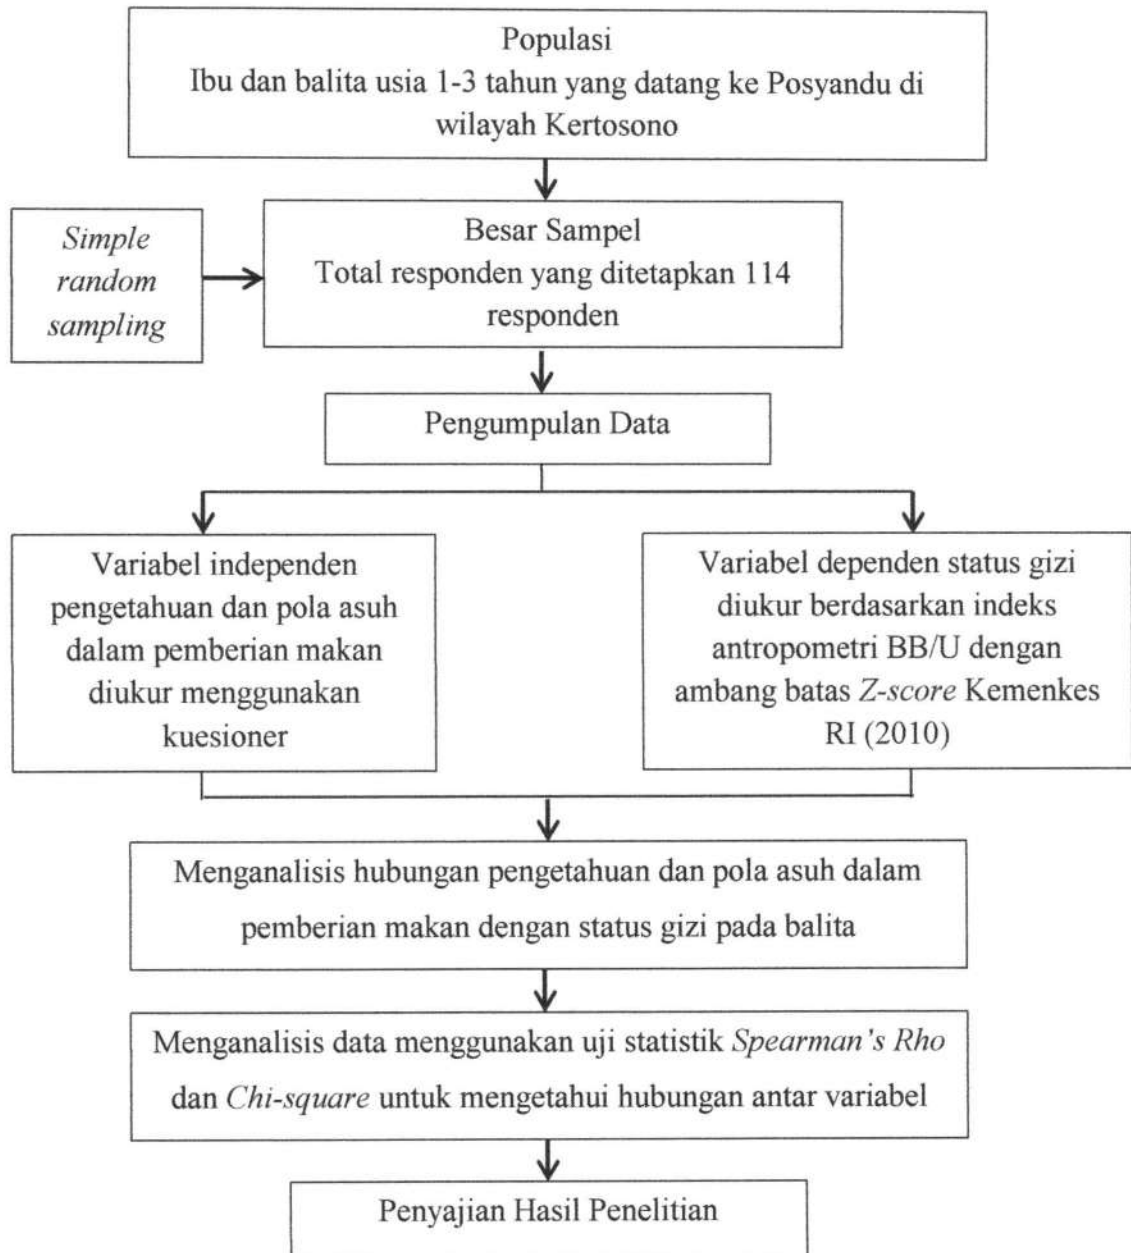 Populasi
Ibu dan balita usia 1-3 tahun yang datang ke Posyandu di
wilayah Kertosono
Simple
random
sampling
Besar Sampel
Total responden yang ditetapkan 114
responden
Pengumpulan Data
Variabel independen
pengetahuan dan pola asuh
dalam pemberian makan
diukur menggunakan
kuesioner
Variabel dependen status gizi
diukur berdasarkan indeks
antropometri BB/U dengan
ambang batas Z-score Kemenkes
RI (2010)
Menganalisis hubungan pengetahuan dan pola asuh dalam
pemberian makan dengan status gizi pada balita
Menganalisis data menggunakan uji statistik Spearman's Rho
dan Chi-square untuk mengetahui hubungan antar variabel
Penyajian Hasil Penelitian